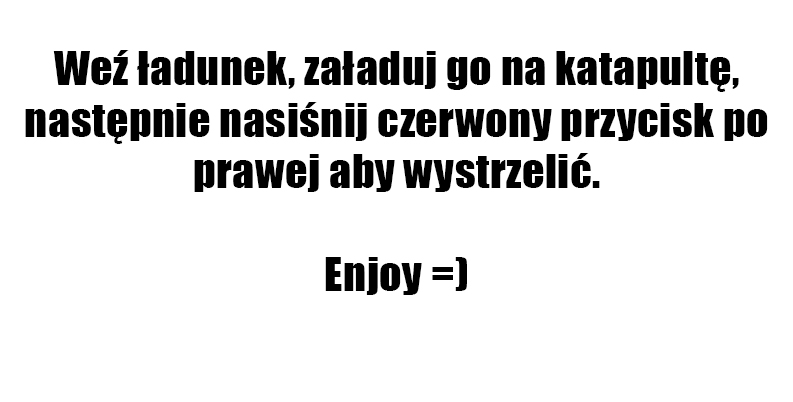 Weź ładunek, załaduj go na katapultę,
następnie nasiśnij czerwony przycisk po
prawej aby wystrzelić.
Enjoy =)